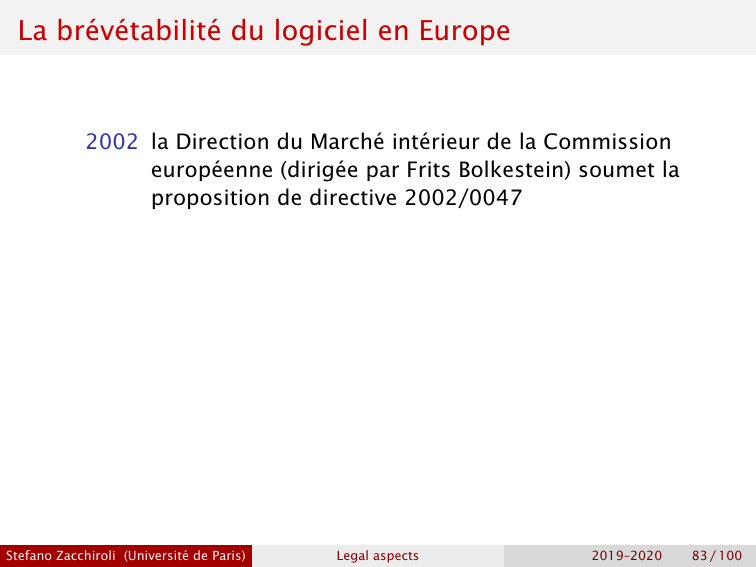 La brévétabilité du logiciel en Europe
2002 la Direction du Marché intérieur de la Commission
européenne (dirigée par Frits Bolkestein) soumet la
proposition de directive 2002/0047
Stefano Zacchiroli (Université de Paris) Legal aspects 2019–2020 83 / 100